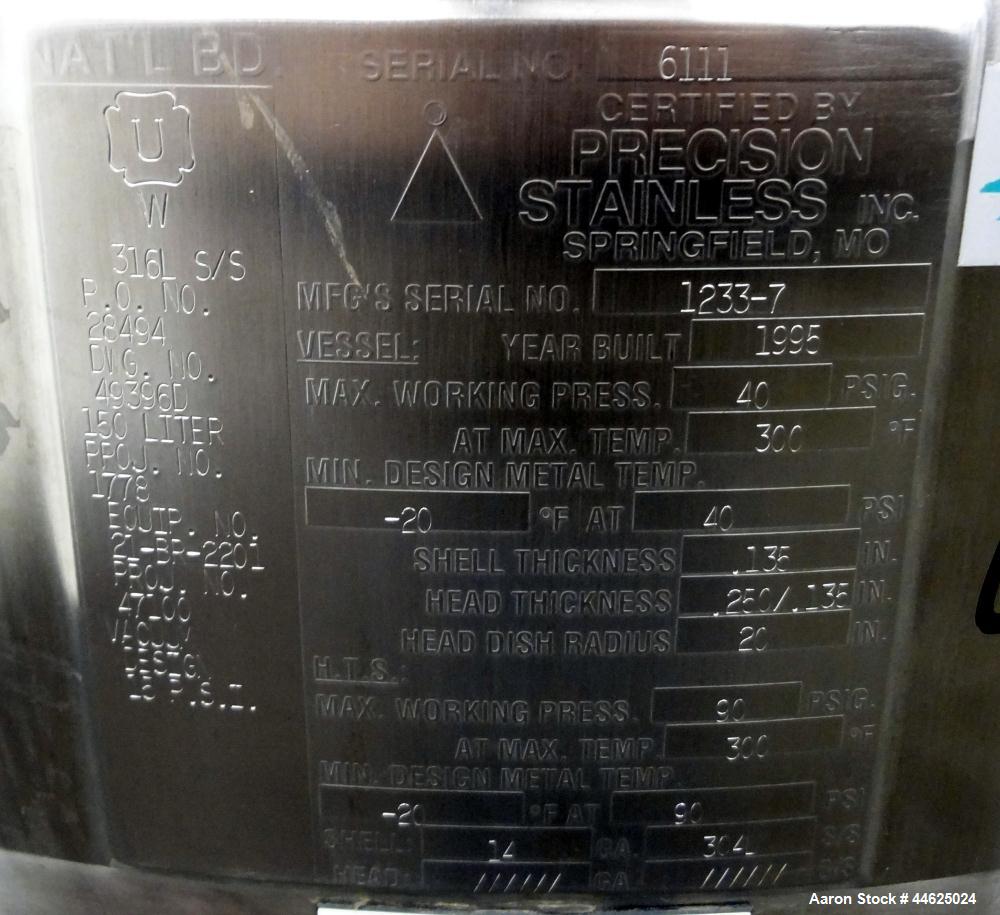 NAT'L BD. SERIAL NO. 6111
U
W
316L S/S
P.O. NO.
28494
DWG. NO.
49396D
150 LITER
PROJ. NO.
1778
EQUIP. NO.
21-BR-2201
PROJ. NO.
47100
VACUUM
DESIGN
15 P.S.I.
CERTIFIED BY
PRECISION
STAINLESS INC.
SPRINGFIELD, MO
MFG'S SERIAL NO. 1233-7
VESSEL: YEAR BUILT 1995
MAX. WORKING PRESS. 40 PSIG.
AT MAX. TEMP. 300 °F
MIN. DESIGN METAL TEMP.
-20 °F AT 40 PSI
SHELL THICKNESS .135 IN.
HEAD THICKNESS .250/.135 IN.
HEAD DISH RADIUS 20 IN.
H.T.S.:
MAX. WORKING PRESS. 90 PSIG.
AT MAX. TEMP 300 °F
MIN. DESIGN METAL TEMP.
-20 °F AT 90 PSI
SHELL: 14 GA 304L S/S
HEAD: ////// GA ////// S/S
Aaron Stock # 44625024